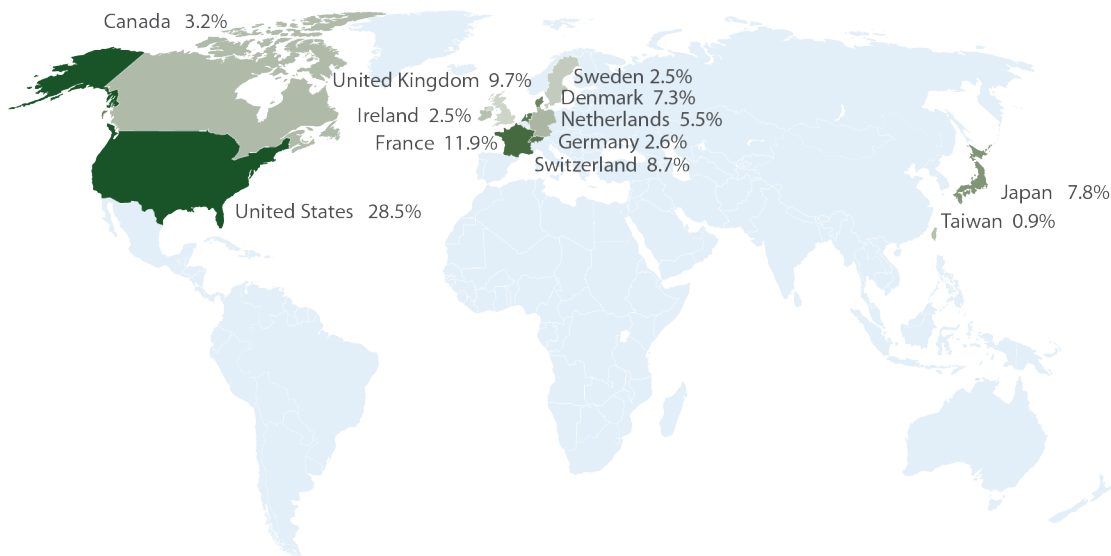 Canada 3.2%
United Kingdom 9.7%
Sweden 2.5%
Denmark 7.3%
Ireland 2.5%
Netherlands 5.5%
France 11.9%
Germany 2.6%
Switzerland 8.7%
Japan 7.8%
United States 28.5%
Taiwan 0.9%